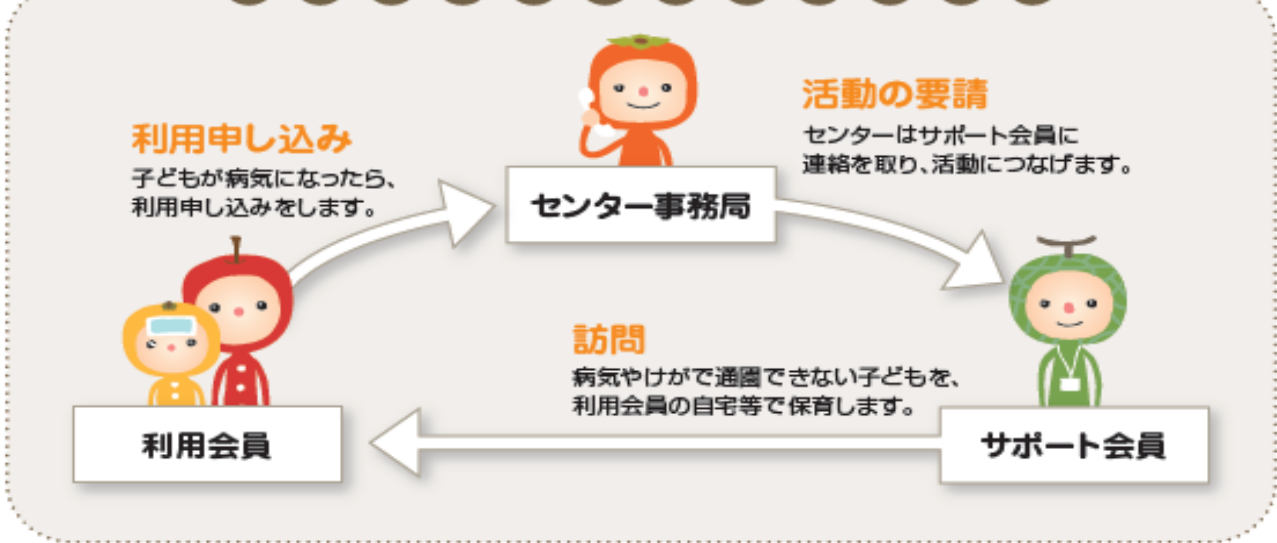 利用申し込み
子どもが病気になったら、
利用申し込みをします。
センター事務局
活動の要請
センターはサポート会員に
連絡を取り、活動につなげます。
訪問
病気やけがで通園できない子どもを、
利用会員の自宅等で保育します。
利用会員
サポート会員